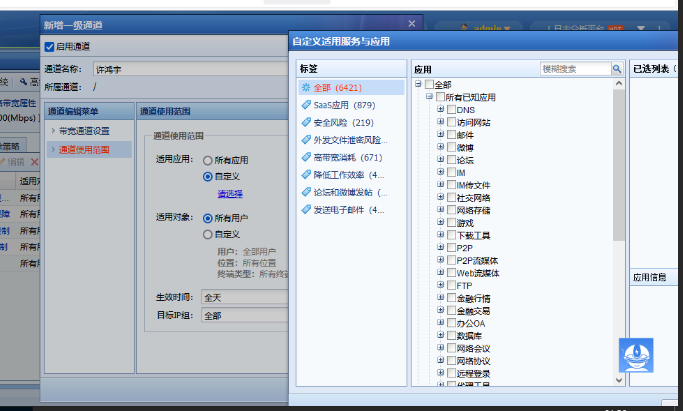 新增一级通道
启用通道
通道名称： 许鸿宇
所属通道： /
通道编辑菜单
带宽通道设置
通道使用范围
通道使用范围
通道使用范围
适用应用：
所有应用
自定义
请选择
适用对象：
所有用户
自定义
用户：全部用户
位置：所有位置
终端类型：所有终端
生效时间： 全天
目标IP组： 全部
admin
日志分析平台 HOT
带宽属性
00(Mbps) ]
策略
编辑
适用对
所有用
所有用
所有用
所有用
所有用
自定义适用服务与应用
标签
全部 (6421)
SaaS应用 (879)
安全风险 (219)
外发文件泄密风险...
高带宽消耗 (671)
降低工作效率 (4...
论坛和微博发帖 (...
发送电子邮件 (4...
应用
模糊搜索
全部
所有已知应用
DNS
访问网站
邮件
微博
论坛
IM
IM传文件
社交网络
网络存储
游戏
下载工具
P2P
P2P流媒体
Web流媒体
FTP
金融行情
金融交易
办公OA
数据库
网络会议
网络协议
远程登录
代理工具
已选列表 (
应用信息